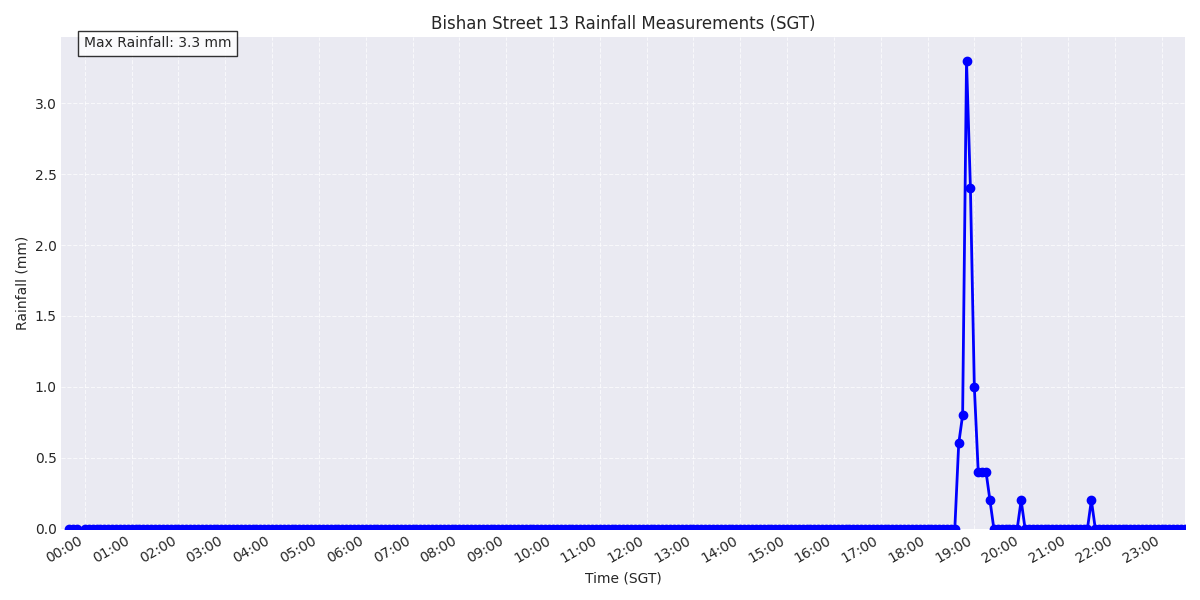 Bishan Street 13 Rainfall Measurements (SGT)
Max Rainfall: 3.3 mm
3.0
2.5
2.0
1.5
1.0
0.5
0.0
Rainfall (mm)
00:00 01:00 02:00 03:00 04:00 05:00 06:00 07:00 08:00 09:00 10:00 11:00 12:00 13:00 14:00 15:00 16:00 17:00 18:00 19:00 20:00 21:00 22:00 23:00
Time (SGT)